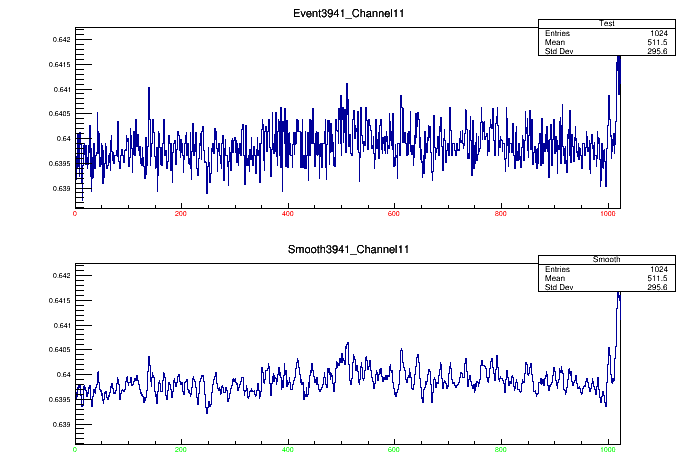 Event3941_Channel11
Test
Entries 1024
Mean 511.5
Std Dev 295.6
0.642
0.6415
0.641
0.6405
0.64
0.6395
0.639
0 200 400 600 800 1000
Smooth3941_Channel11
Smooth
Entries 1024
Mean 511.5
Std Dev 295.6
0.642
0.6415
0.641
0.6405
0.64
0.6395
0.639
0 200 400 600 800 1000